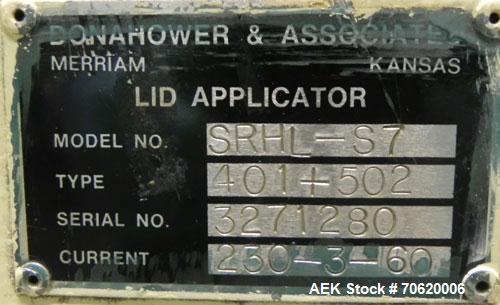 DONAHOWER & ASSOCIATES
MERRIAM KANSAS
LID APPLICATOR
MODEL NO. SRHL-S7
TYPE 401+502
SERIAL NO. 3271280
CURRENT 230-3-60
AEK Stock # 70620006